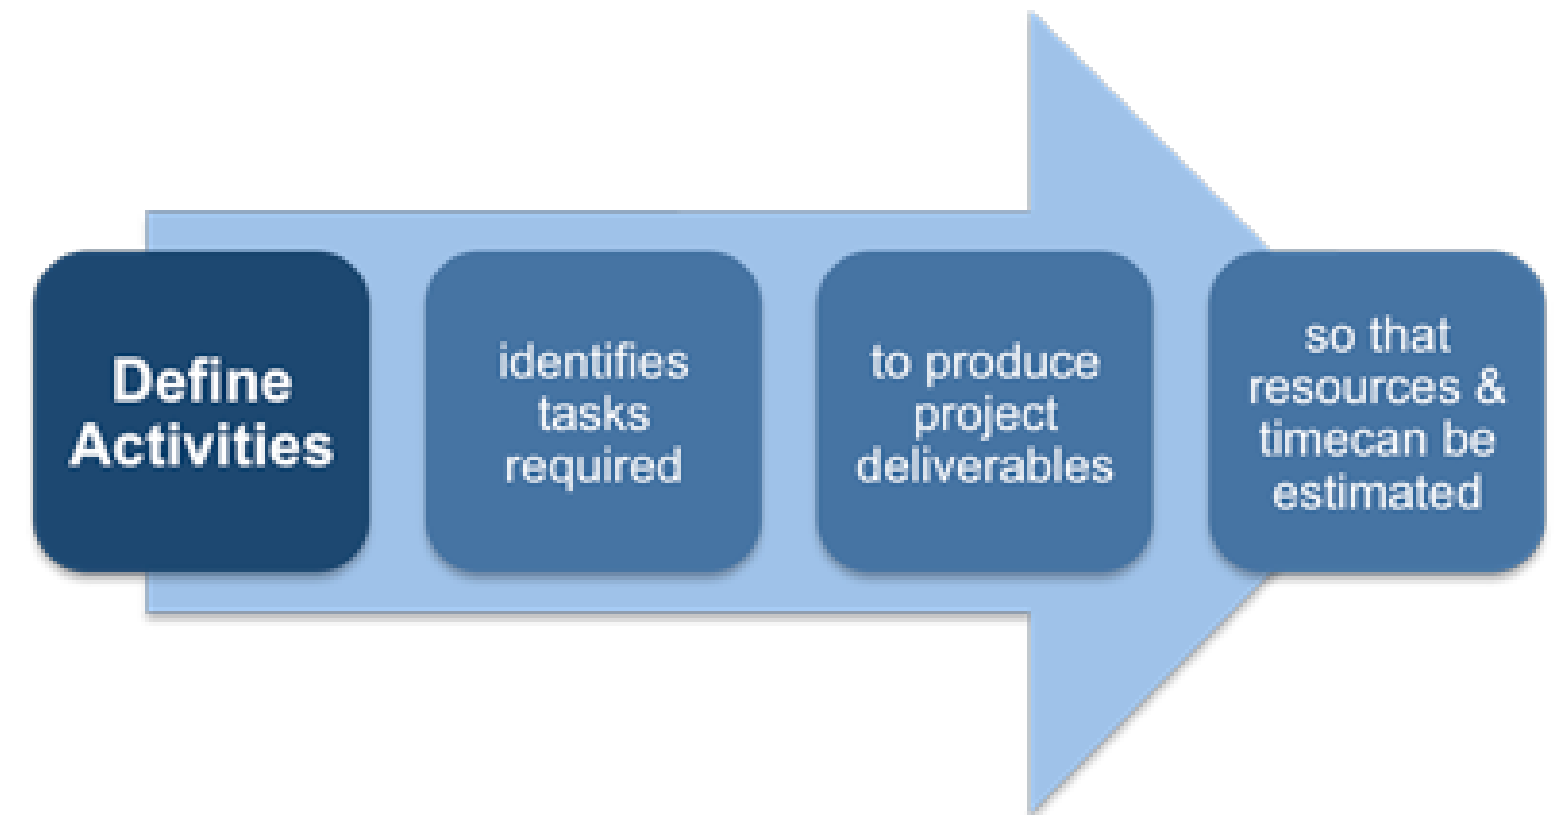 Define
Activities
identifies
tasks
required
to produce
project
deliverables
so that
resources &
timecan be
estimated